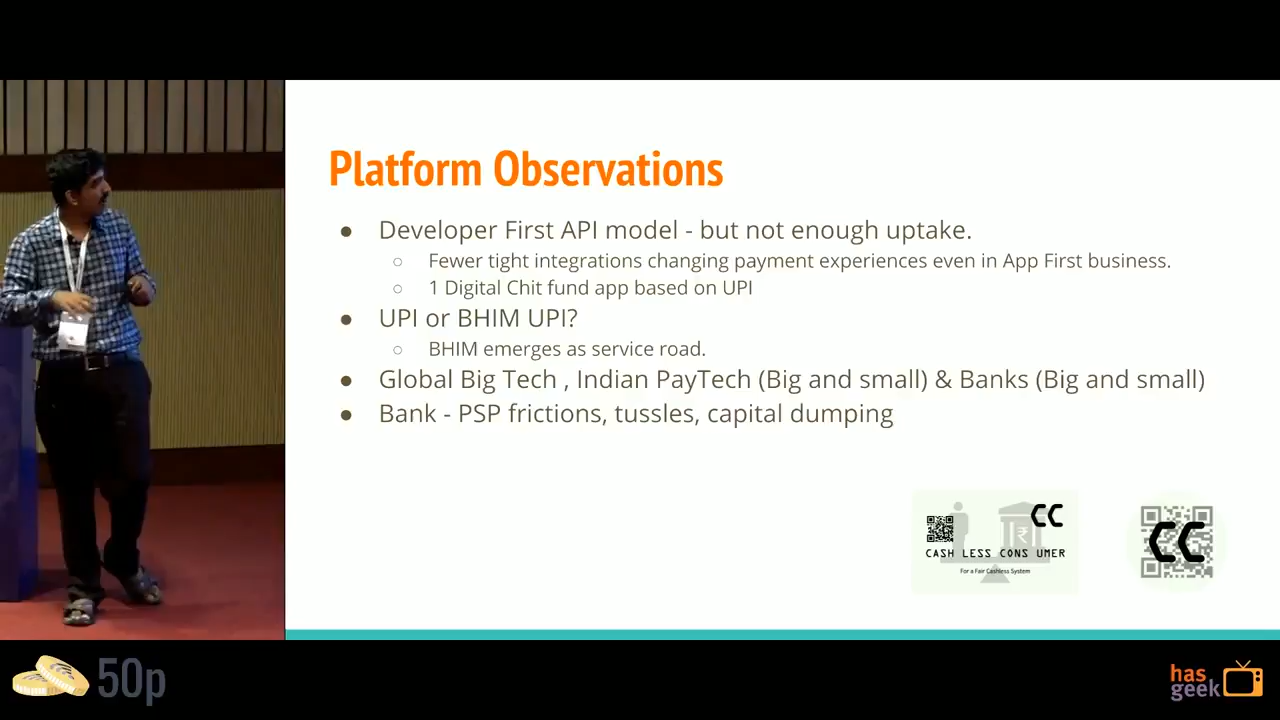 Platform Observations
● Developer First API model - but not enough uptake.
○ Fewer tight integrations changing payment experiences even in App First business.
○ 1 Digital Chit fund app based on UPI
● UPI or BHIM UPI?
○ BHIM emerges as service road.
● Global Big Tech , Indian PayTech (Big and small) & Banks (Big and small)
● Bank - PSP frictions, tussles, capital dumping
CC
CASH LESS CONS UMER
For a Fair Cashless System
CC
50p
has
geek